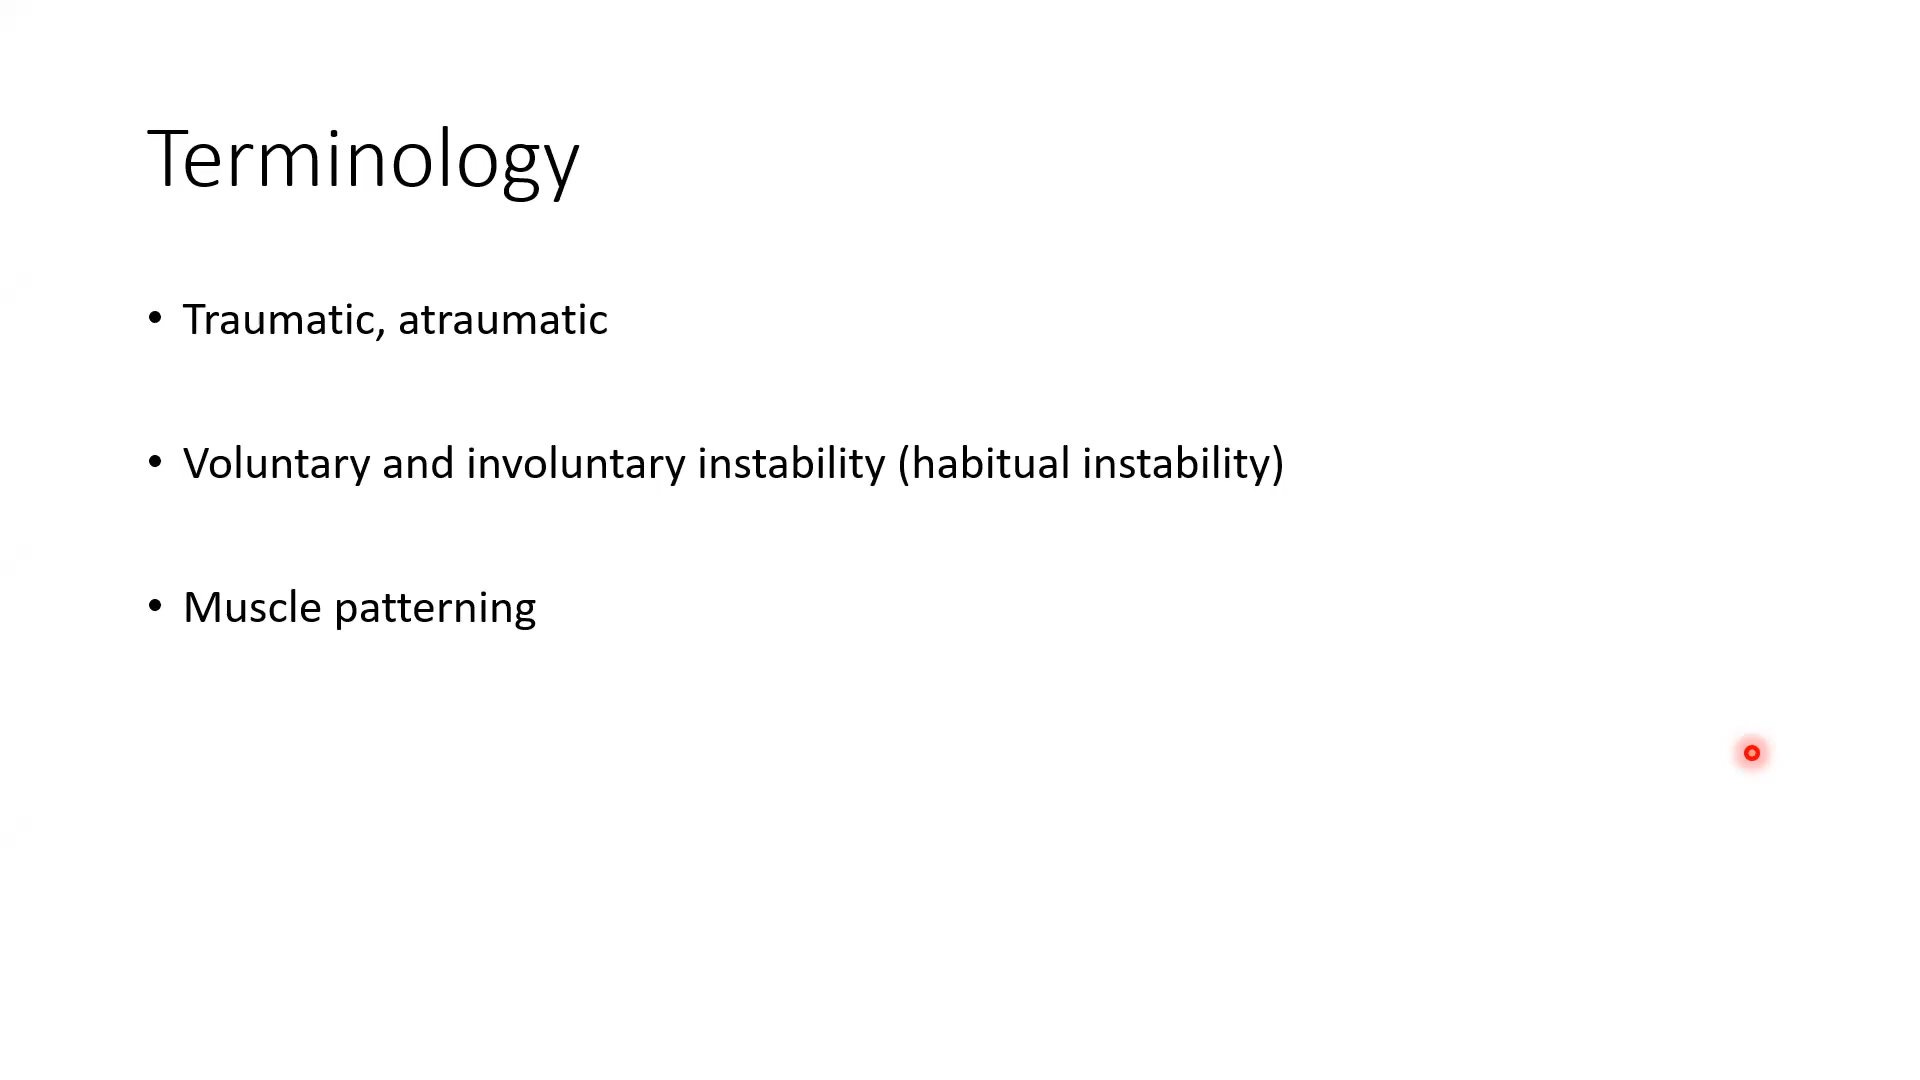 Terminology
• Traumatic, atraumatic
• Voluntary and involuntary instability (habitual instability)
• Muscle patterning